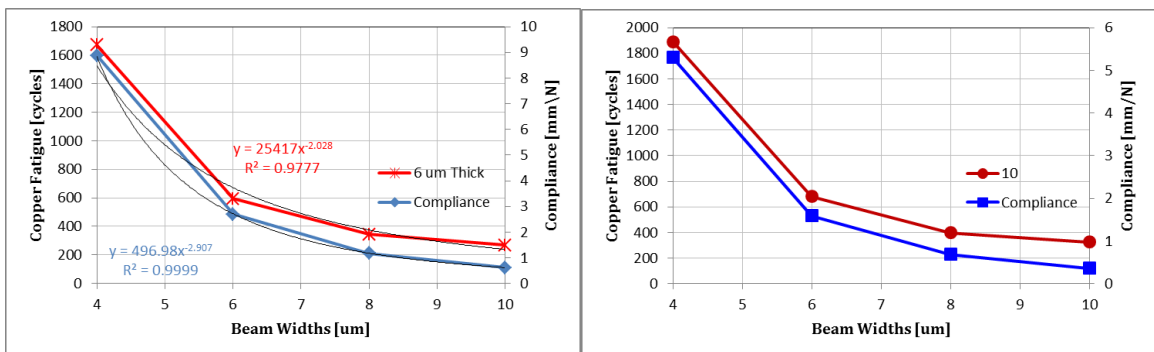 1800
1600
1400
1200
1000
800
600
400
200
0
Copper Fatigue [cycles]
10
9
8
7
6
5
4
3
2
1
0
Compliance [mm\N]
y = 25417x^-2.028
R² = 0.9777
6 um Thick
Compliance
y = 496.98x^-2.907
R² = 0.9999
4 5 6 7 8 9 10
Beam Widths [um]
2000
1800
1600
1400
1200
1000
800
600
400
200
0
Copper Fatigue [cycles]
6
5
4
3
2
1
0
Compliance [mm/N]
10
Compliance
4 5 6 7 8 9 10
Beam Widths [um]